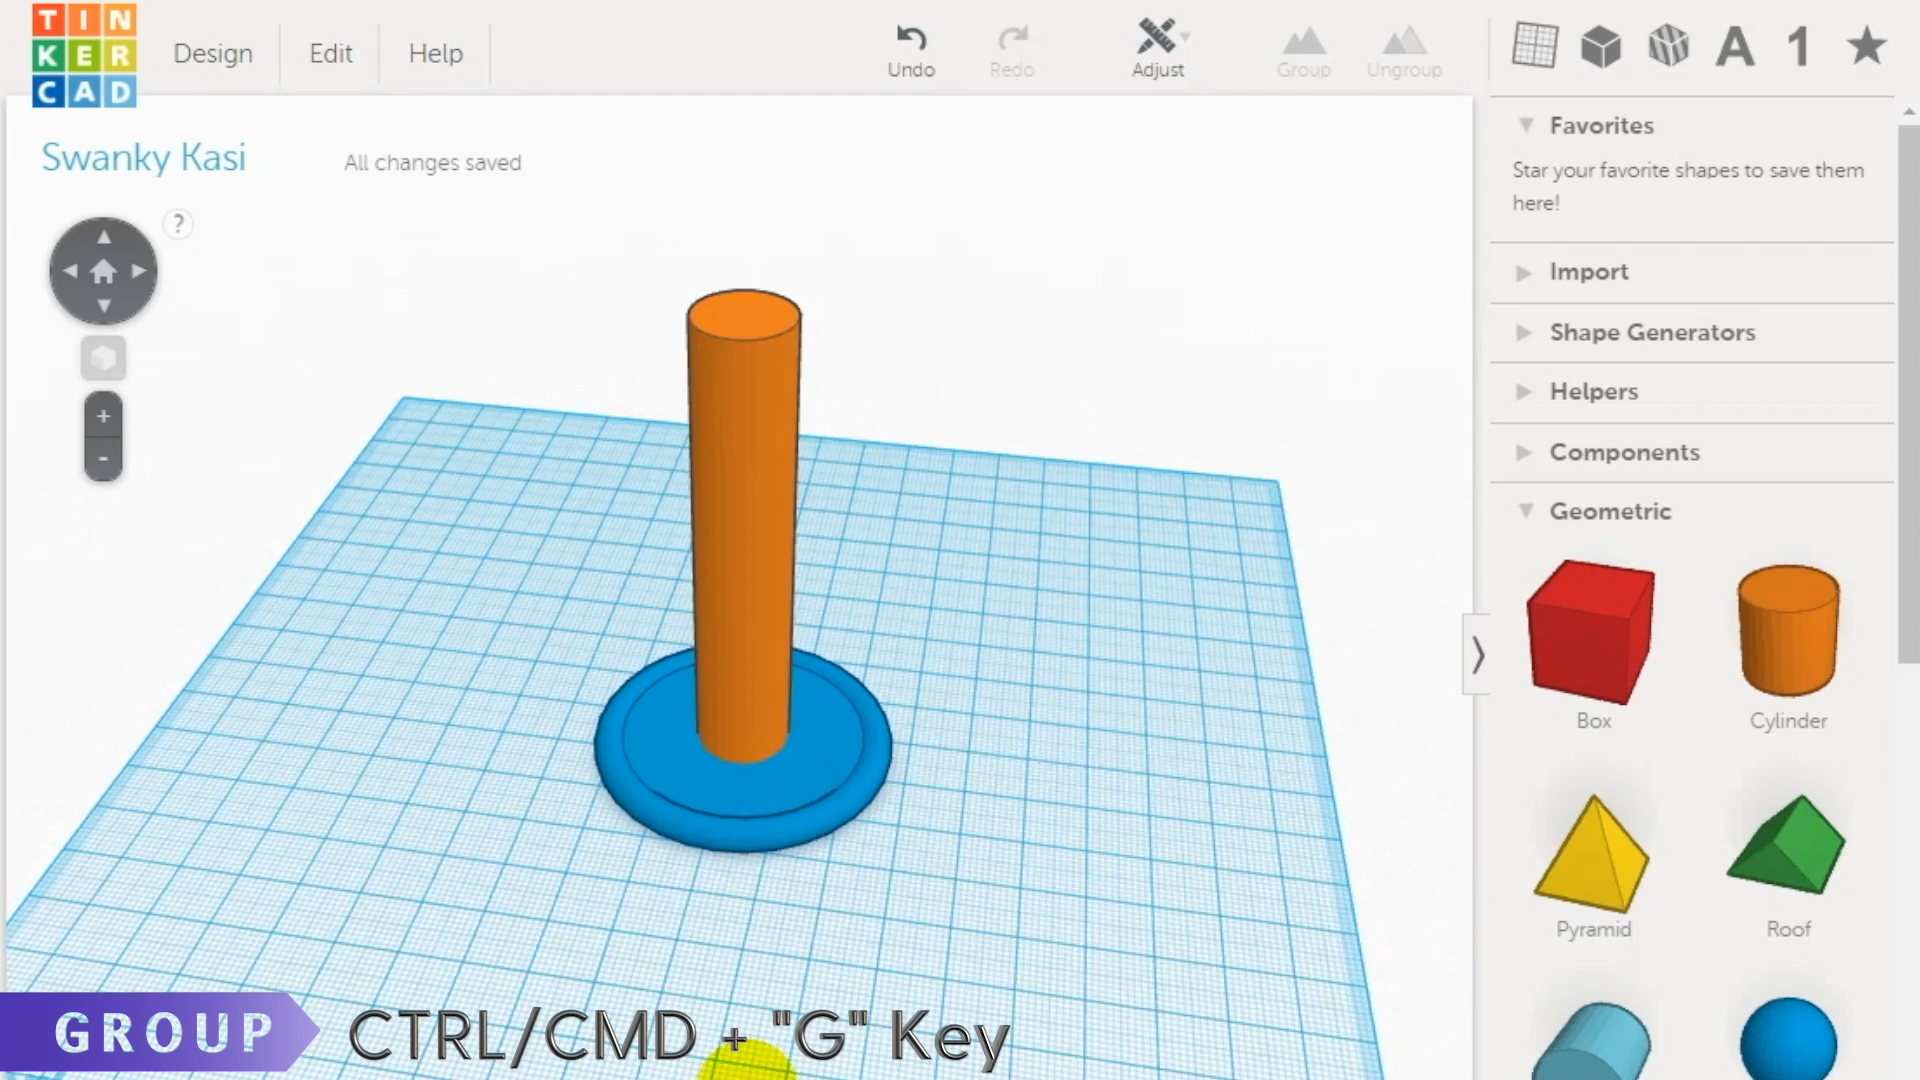 TIN
KER
CAD
Design
Edit
Help
Undo
Redo
Adjust
Group
Ungroup
A
1
Swanky Kasi
All changes saved
?
+
-
Favorites
Star your favorite shapes to save them
here!
Import
Shape Generators
Helpers
Components
Geometric
Box
Cylinder
Pyramid
Roof
GROUP
CTRL/CMD + "G" Key